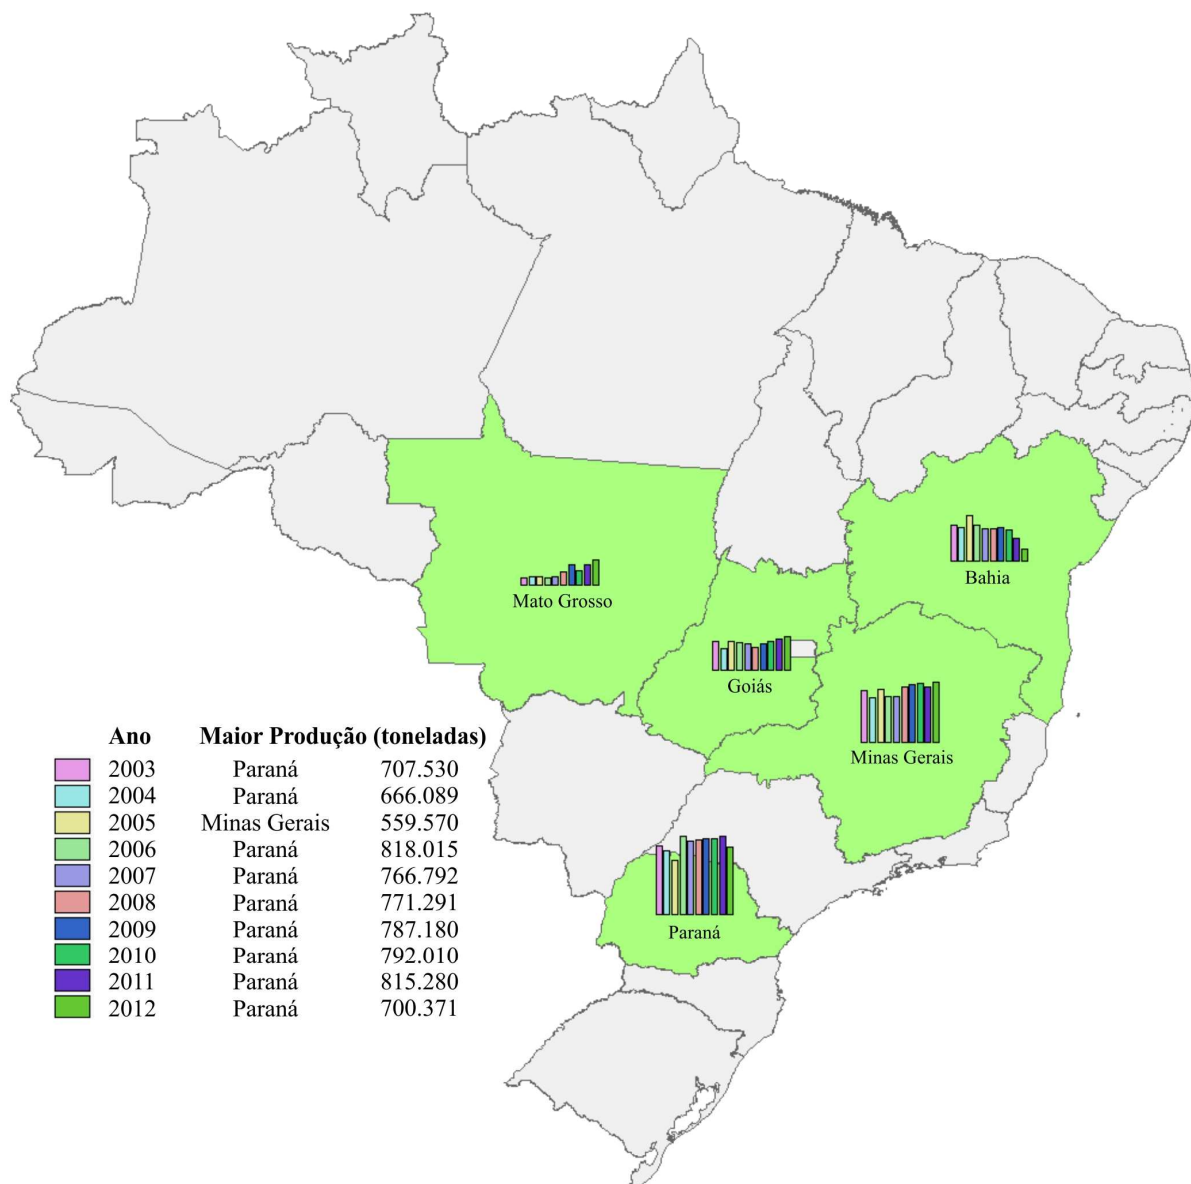 Bahia
Mato Grosso
Goiás
Minas Gerais
Paraná
Ano Maior Produção (toneladas)
2003 Paraná 707.530
2004 Paraná 666.089
2005 Minas Gerais 559.570
2006 Paraná 818.015
2007 Paraná 766.792
2008 Paraná 771.291
2009 Paraná 787.180
2010 Paraná 792.010
2011 Paraná 815.280
2012 Paraná 700.371